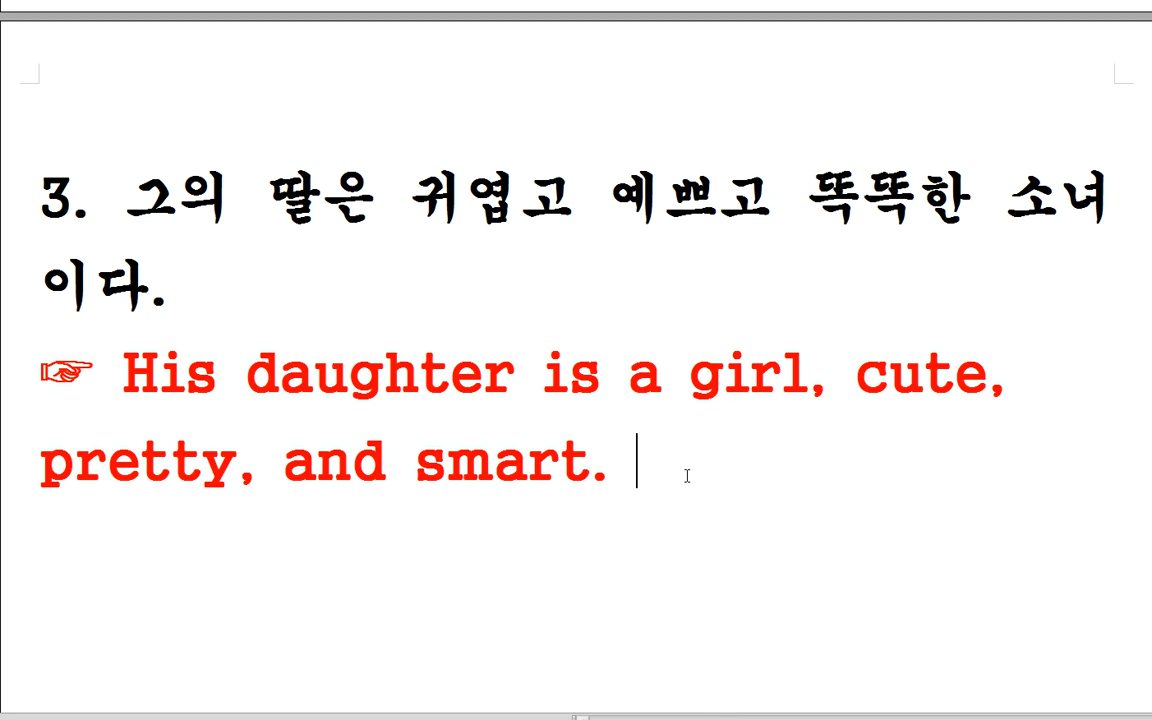 3. 그의 딸은 귀엽고 예쁘고 똑똑한 소녀
이다.
☞ His daughter is a girl, cute,
pretty, and smart.